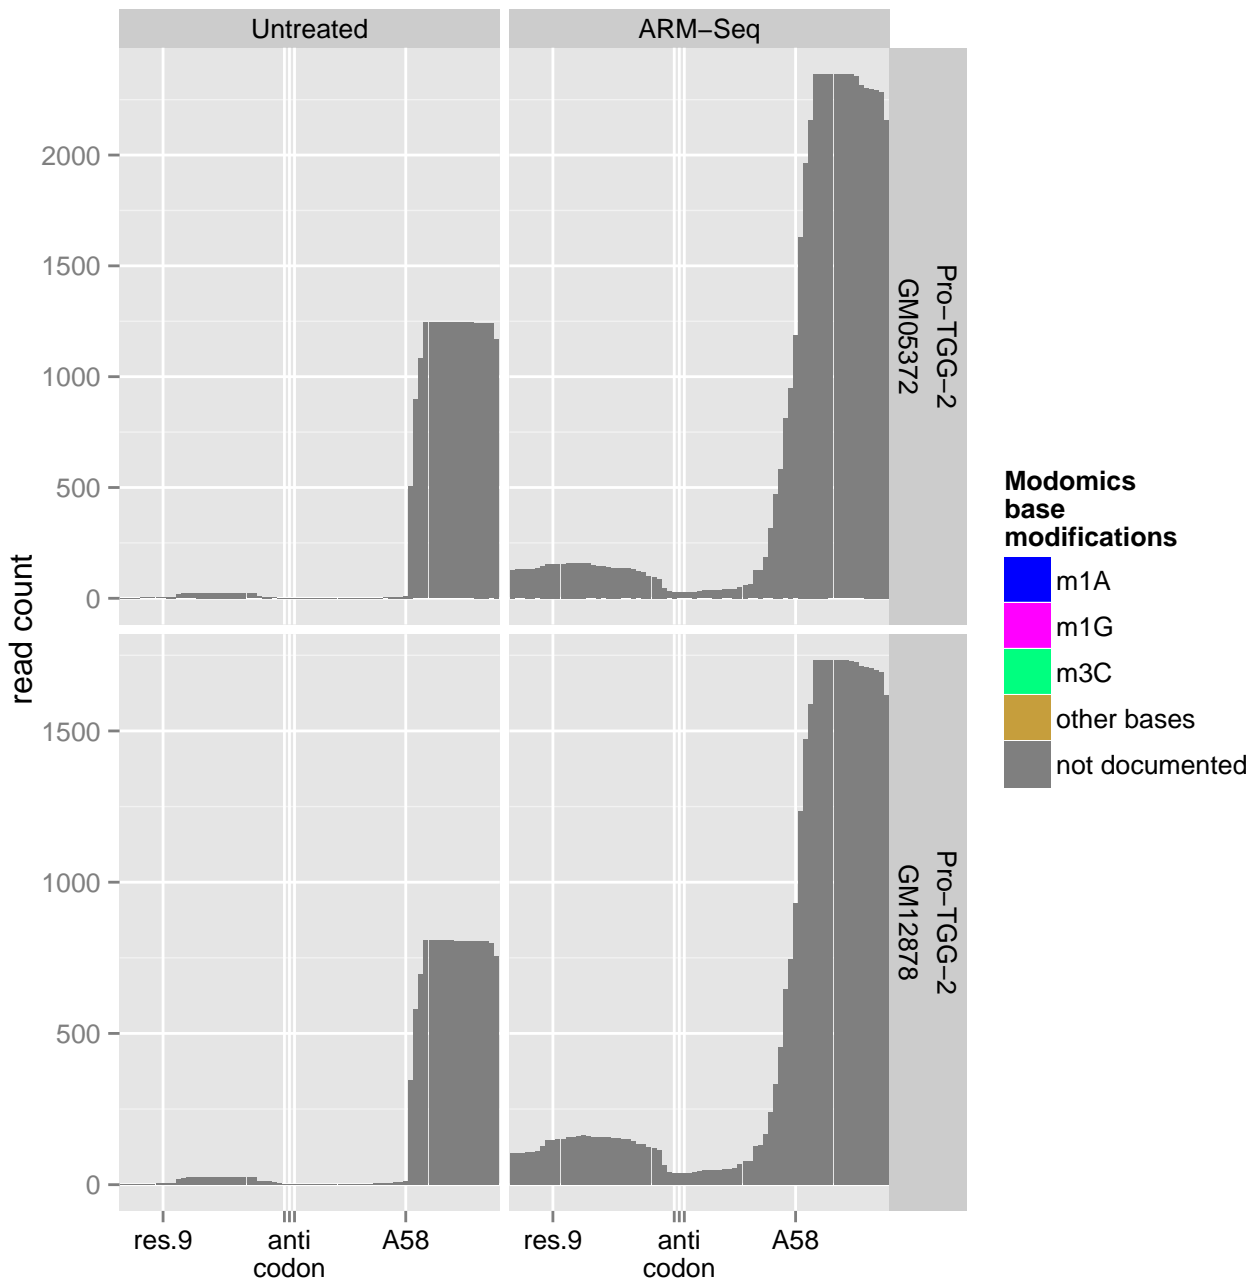 Untreated
ARM−Seq
2000
1500
1000
500
0
Pro−TGG−2
GM05372
1500
1000
500
0
Pro−TGG−2
GM12878
read count
res.9
anti
codon
A58
res.9
anti
codon
A58
Modomics
base
modifications
m1A
m1G
m3C
other bases
not documented